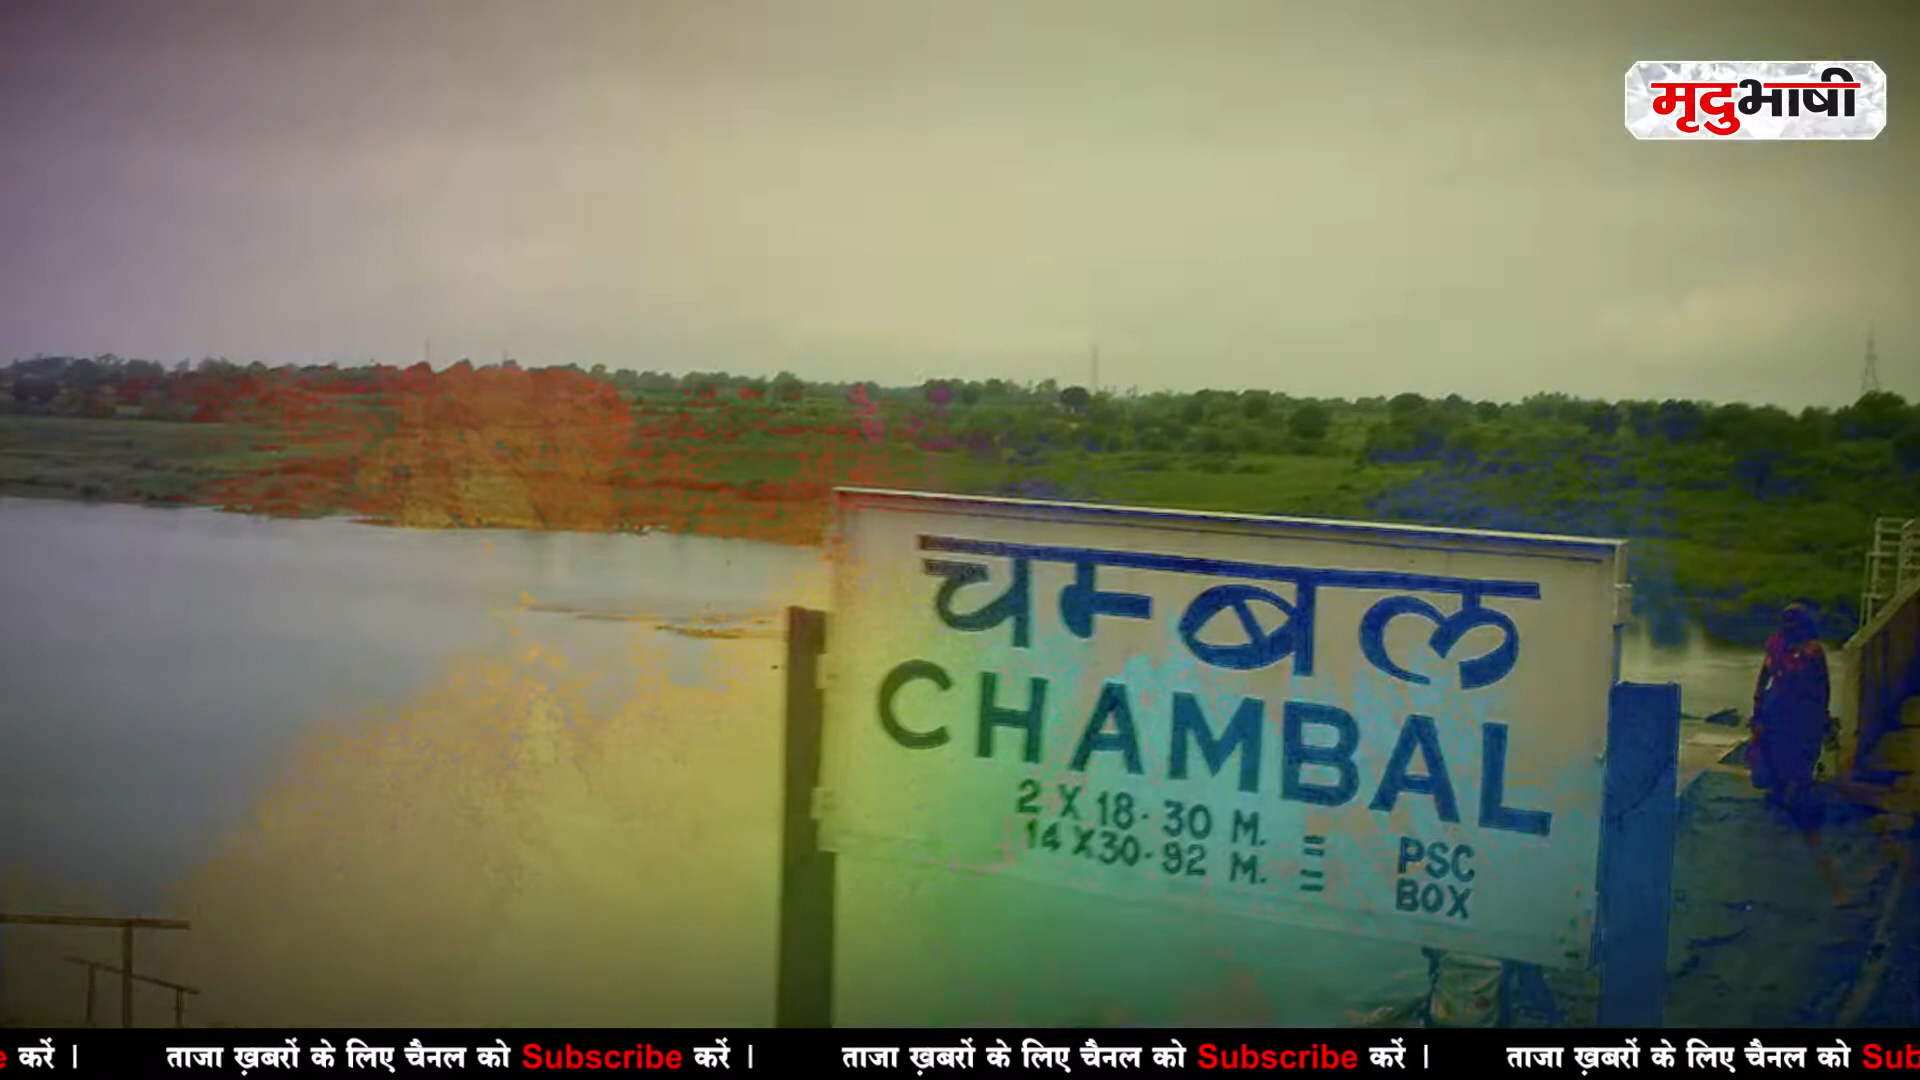 मृदुभाषी
चम्बल
CHAMBAL
2 X 18·30 M. = PSC
14 X 30·92 M. = BOX
करें | ताजा ख़बरों के लिए चैनल को Subscribe करें | ताजा ख़बरों के लिए चैनल को Subscribe करें | ताजा ख़बरों के लिए चैनल को